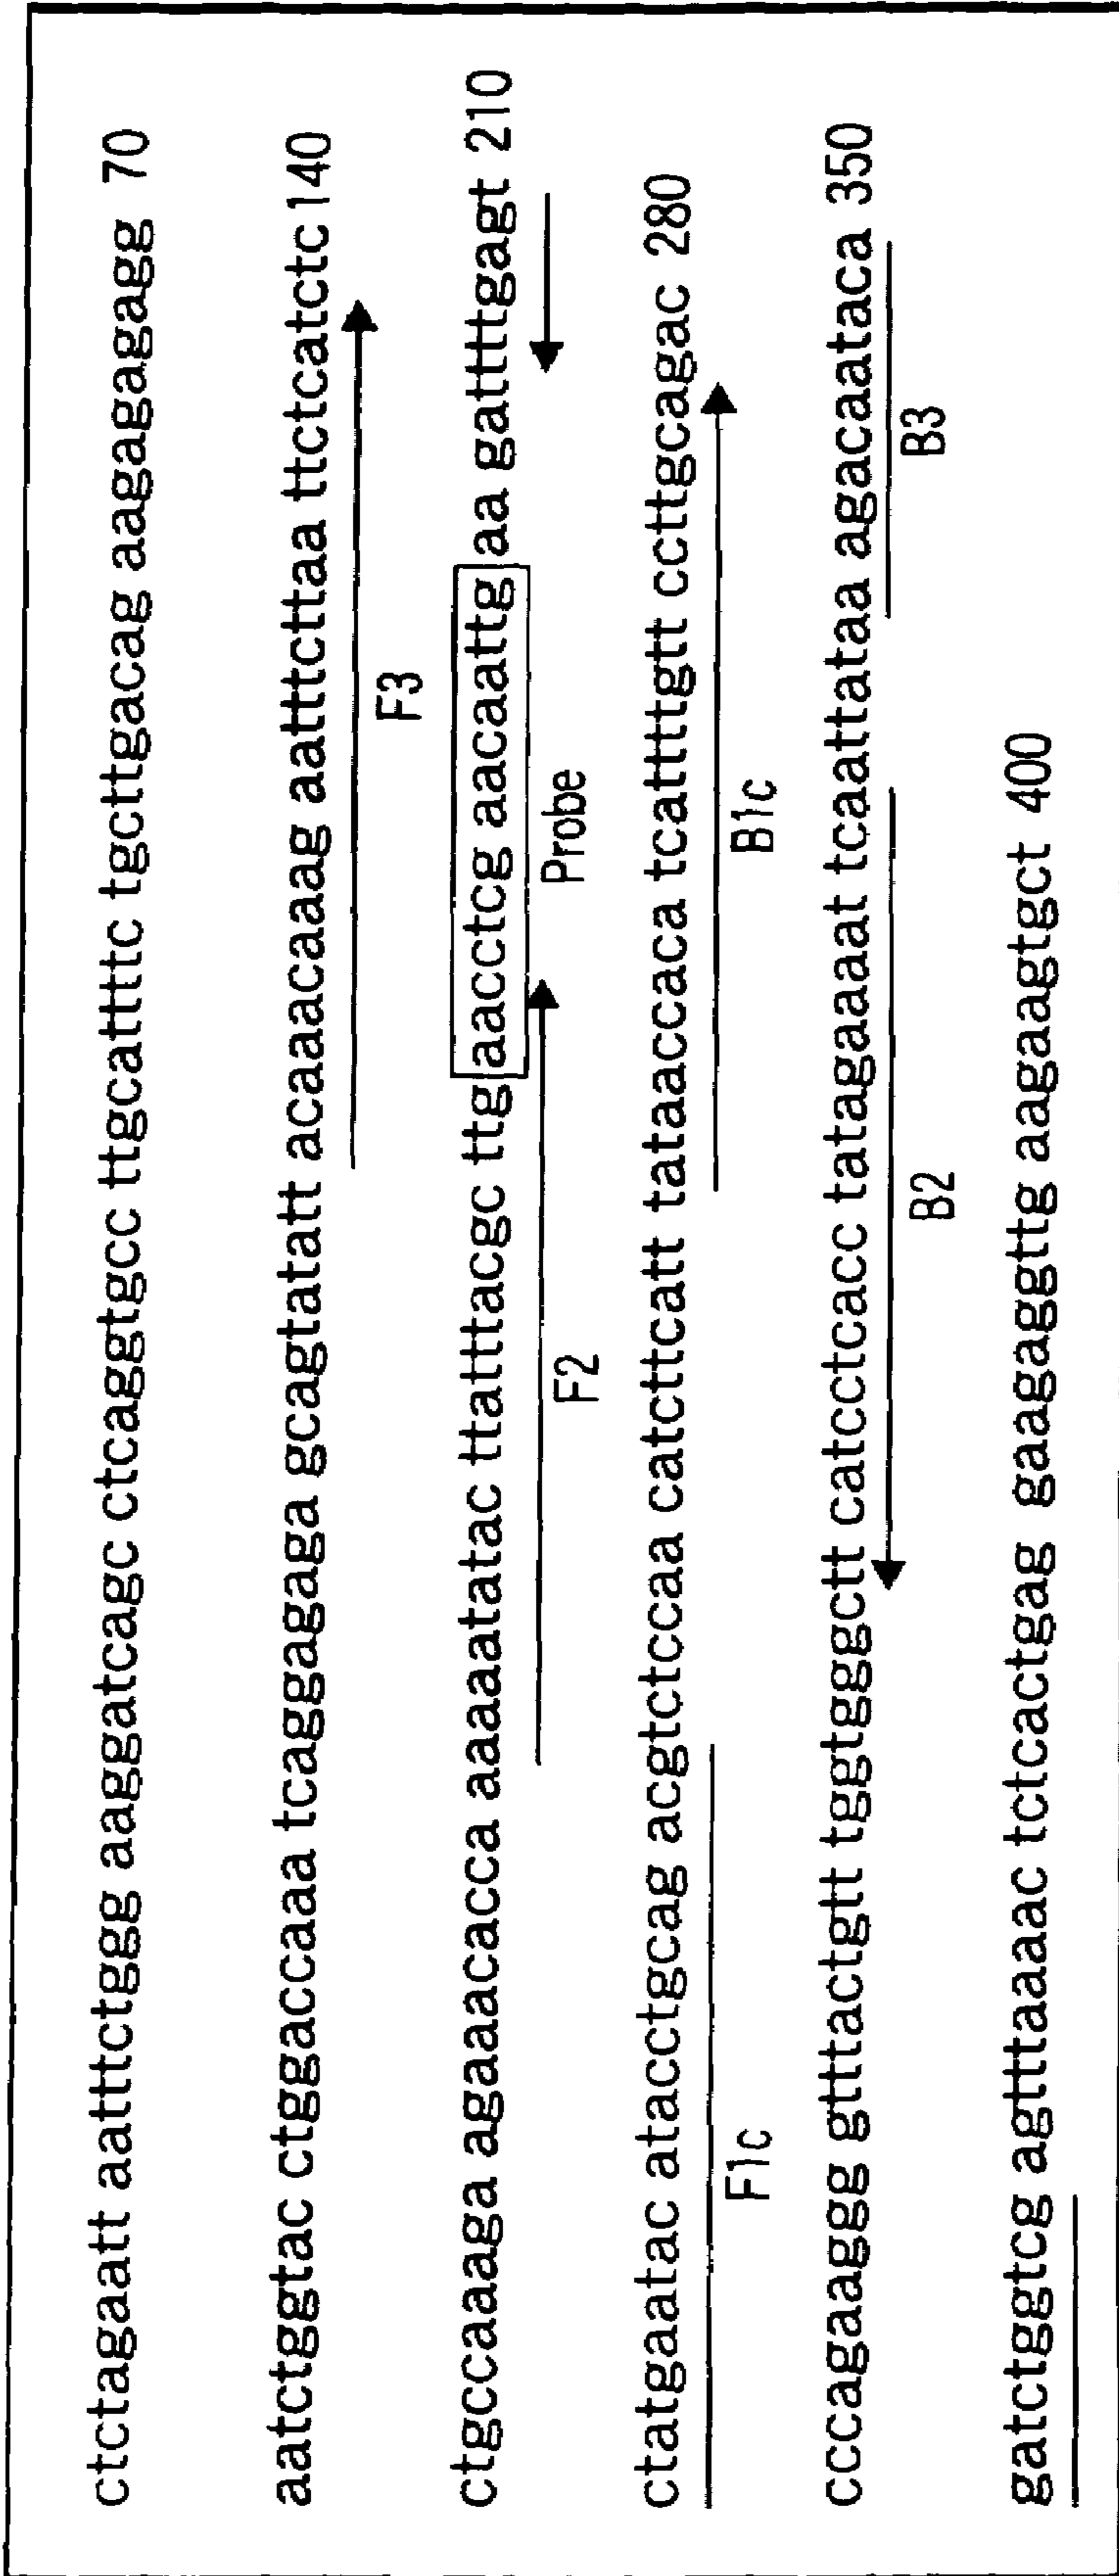 ctctagaatt aatttctggg aaggatcagc ctcaggtgcc ttgcattttc tgcttgacag aagagagagg 70
aatctggtac ctggaccaaa tcaggagaga gcagtatatt acaaacaaag aatttcttaa ttctcatctc 140
F3
ctgccaaaga agaaacacca aaaaatatac ttatttacgc ttg aacctcg aacaattg aa gattttgagt 210
F2 Probe
ctatgaatac atacctgcag acgtctccaa catcttcatt tataaccaca tcattttgtt ccttgcagac 280
F1c B1c
cccagaaggg gtttactgtt tggtgggctt catcctcacc tatagaaaat tcaattataa agacaataca 350
B2 B3
gatctggtcg agtttaaaac tctcactgag gaagaggttg aagaagtgct 400